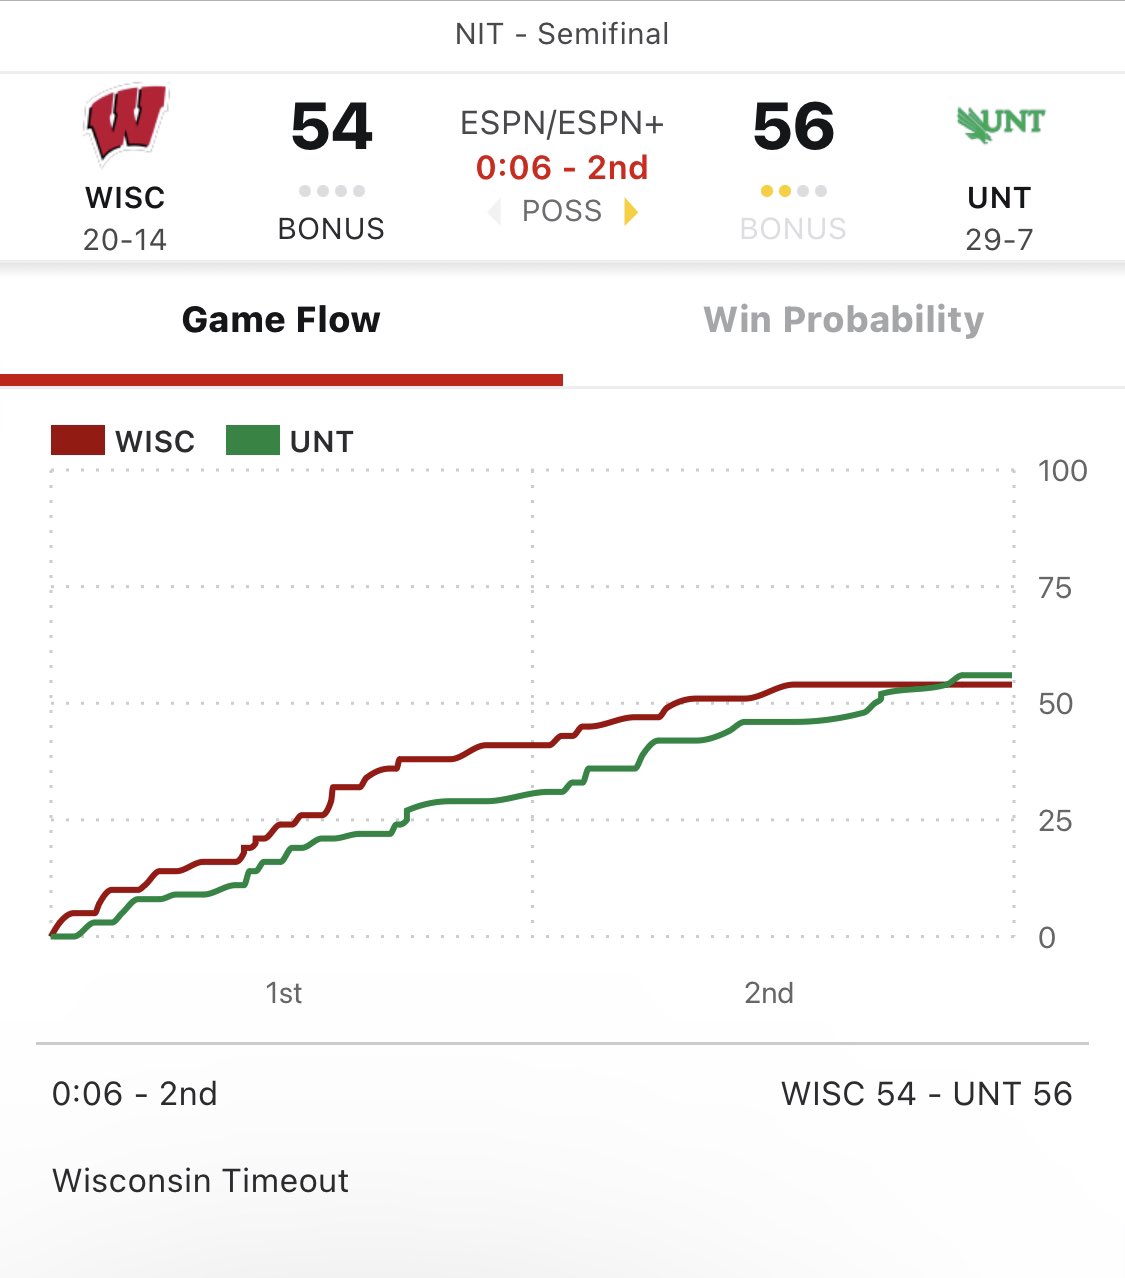 NIT - Semifinal
W 54 ESPN/ESPN+ 56 UNT
0:06 - 2nd
WISC POSS UNT
20-14 BONUS BONUS 29-7
Game Flow Win Probability
WISC UNT
100
75
50
25
0
1st 2nd
0:06 - 2nd WISC 54 - UNT 56
Wisconsin Timeout